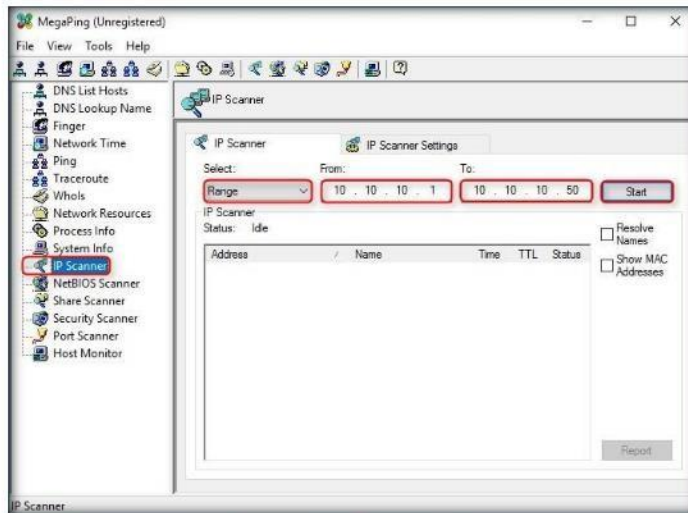 MegaPing (Unregistered)
File View Tools Help
DNS List Hosts
DNS Lookup Name
Finger
Network Time
Ping
Traceroute
Whols
Network Resources
Process Info
System Info
IP Scanner
NetBIOS Scanner
Share Scanner
Security Scanner
Port Scanner
Host Monitor
IP Scanner
IP Scanner IP Scanner Settings
Select: From: To:
Range 10 . 10 . 10 . 1 10 . 10 . 10 . 50 Start
IP Scanner
Status: Idle
Resolve Names
Show MAC Addresses
Address / Name Time TTL Status
Report
IP Scanner